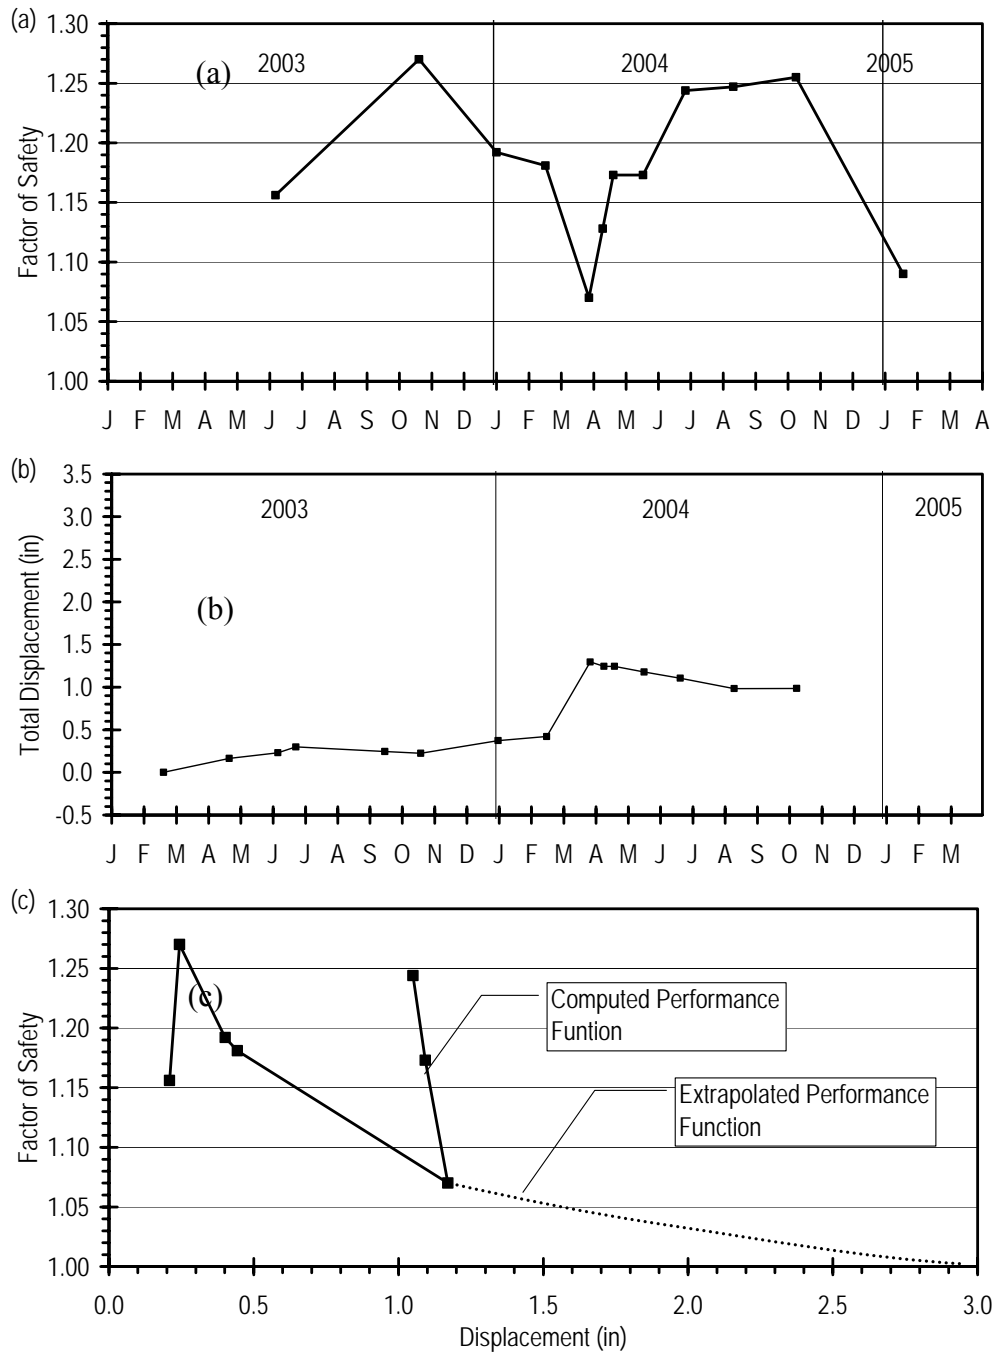 (a)
1.30
1.25
1.20
1.15
1.10
1.05
1.00
Factor of Safety
(a)
2003
2004
2005
J F M A M J J A S O N D J F M A M J J A S O N D J F M A
(b)
3.5
3.0
2.5
2.0
1.5
1.0
0.5
0.0
-0.5
Total Displacement (in)
2003
2004
2005
(b)
J F M A M J J A S O N D J F M A M J J A S O N D J F M
(c)
1.30
1.25
1.20
1.15
1.10
1.05
1.00
Factor of Safety
(c)
Computed Performance
Funtion
Extrapolated Performance
Function
0.0 0.5 1.0 1.5 2.0 2.5 3.0
Displacement (in)